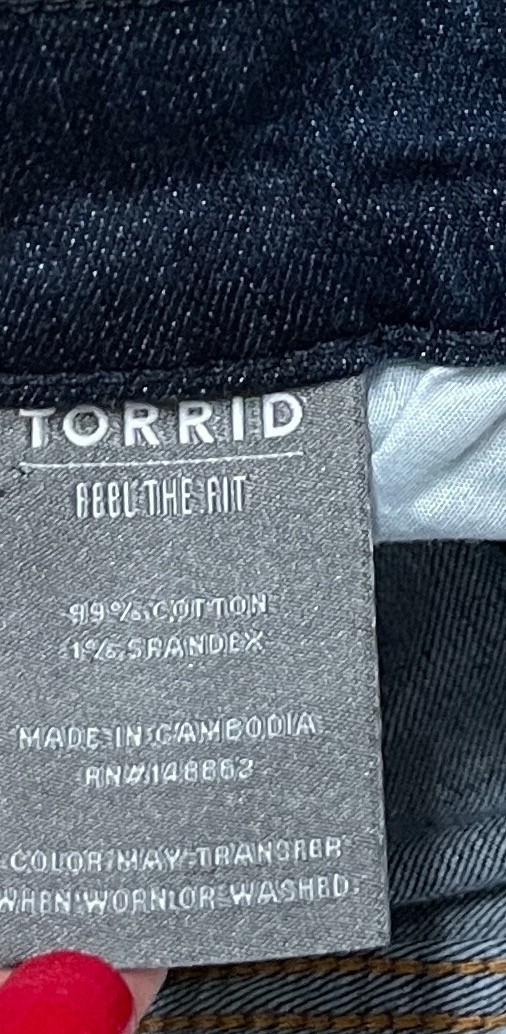 TORRID
FEEL THE FIT
99% COTTON
1% SPANDEX
MADE IN CAMBODIA
RN#148862
COLOR MAY TRANSFER
WHEN WORN OR WASHED